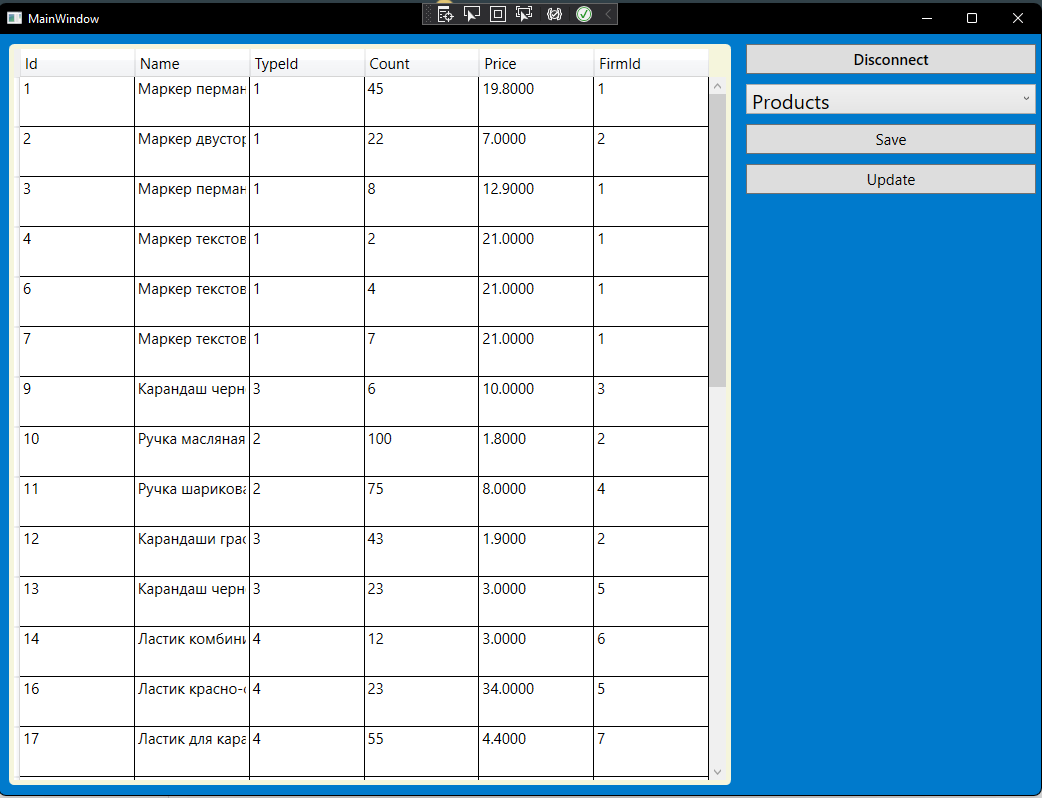 MainWindow
Disconnect
Products
Save
Update
Id Name TypeId Count Price FirmId
1 Маркер перман 1 45 19.8000 1
2 Маркер двустор 1 22 7.0000 2
3 Маркер перман 1 8 12.9000 1
4 Маркер текстов 1 2 21.0000 1
6 Маркер текстов 1 4 21.0000 1
7 Маркер текстов 1 7 21.0000 1
9 Карандаш черн 3 6 10.0000 3
10 Ручка масляная 2 100 1.8000 2
11 Ручка шарикова 2 75 8.0000 4
12 Карандаши граф 3 43 1.9000 2
13 Карандаш черн 3 23 3.0000 5
14 Ластик комбини 4 12 3.0000 6
16 Ластик красно-с 4 23 34.0000 5
17 Ластик для кара 4 55 4.4000 7